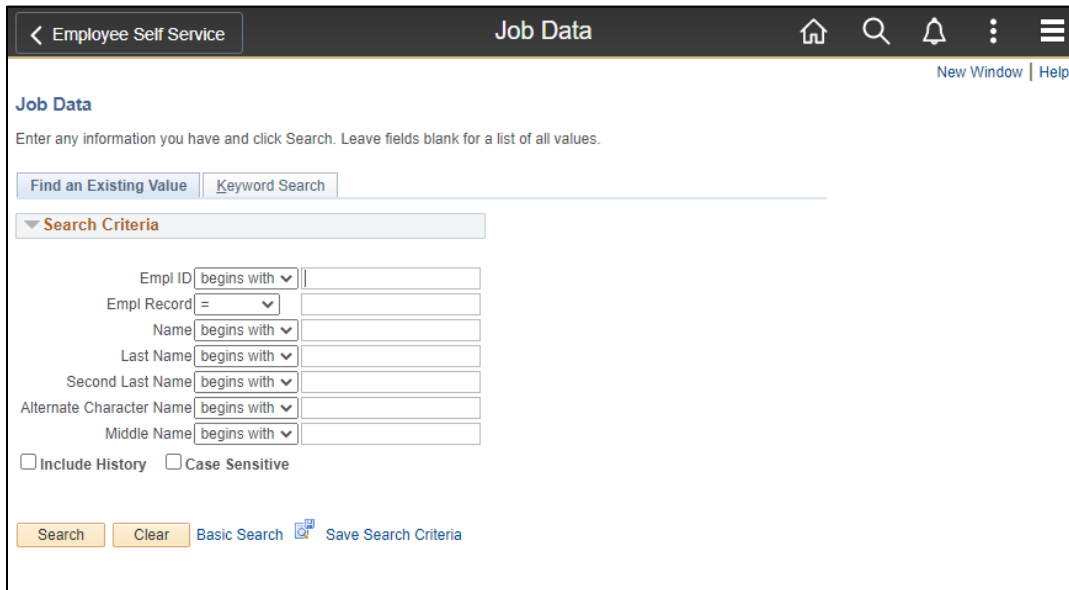 Employee Self Service Job Data
New Window | Help
Job Data
Enter any information you have and click Search. Leave fields blank for a list of all values.
Find an Existing Value Keyword Search
Search Criteria
Empl ID begins with
Empl Record =
Name begins with
Last Name begins with
Second Last Name begins with
Alternate Character Name begins with
Middle Name begins with
Include History Case Sensitive
Search Clear Basic Search Save Search Criteria